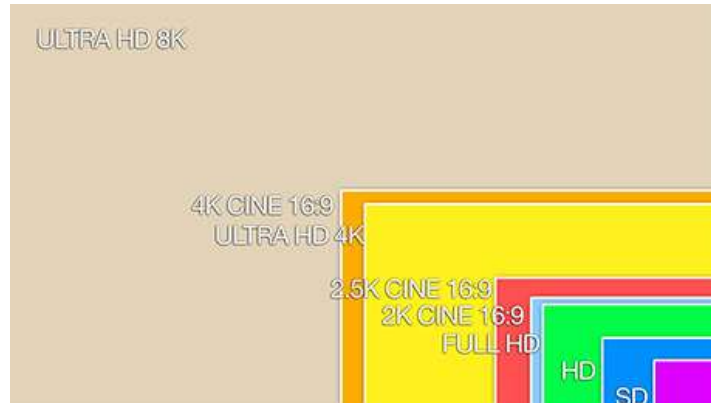 ULTRA HD 8K
4K CINE 16:9
ULTRA HD 4K
2.5K CINE 16:9
2K CINE 16:9
FULL HD
HD
SD